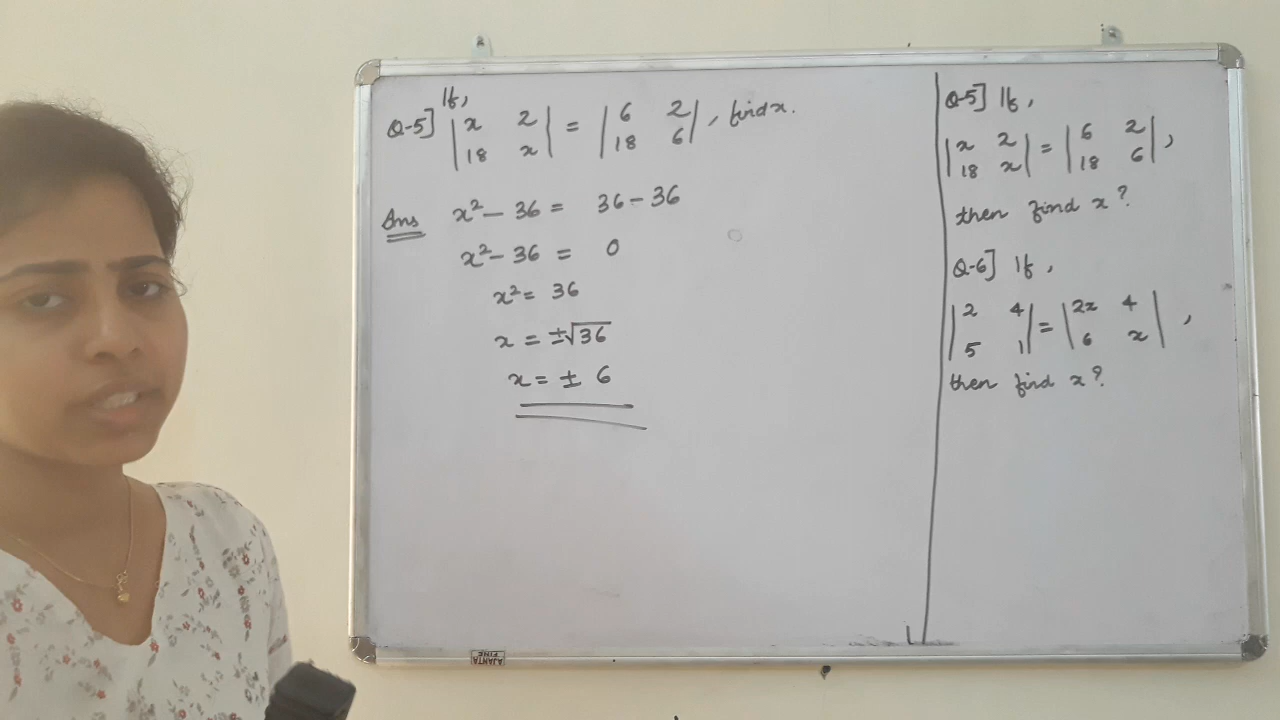 Q-5] If,
|x 2| = |6 2|, find x.
|18 x| |18 6|
Ans x² - 36 = 36 - 36
x² - 36 = 0
x² = 36
x = ±√36
x = ± 6
Q-5] If,
|x 2| = |6 2|,
|18 x| |18 6|
then find x?
Q-6] If,
|2 4| = |2x 4|,
|5 1| |6 x|
then find x?
AJANTA
FINE